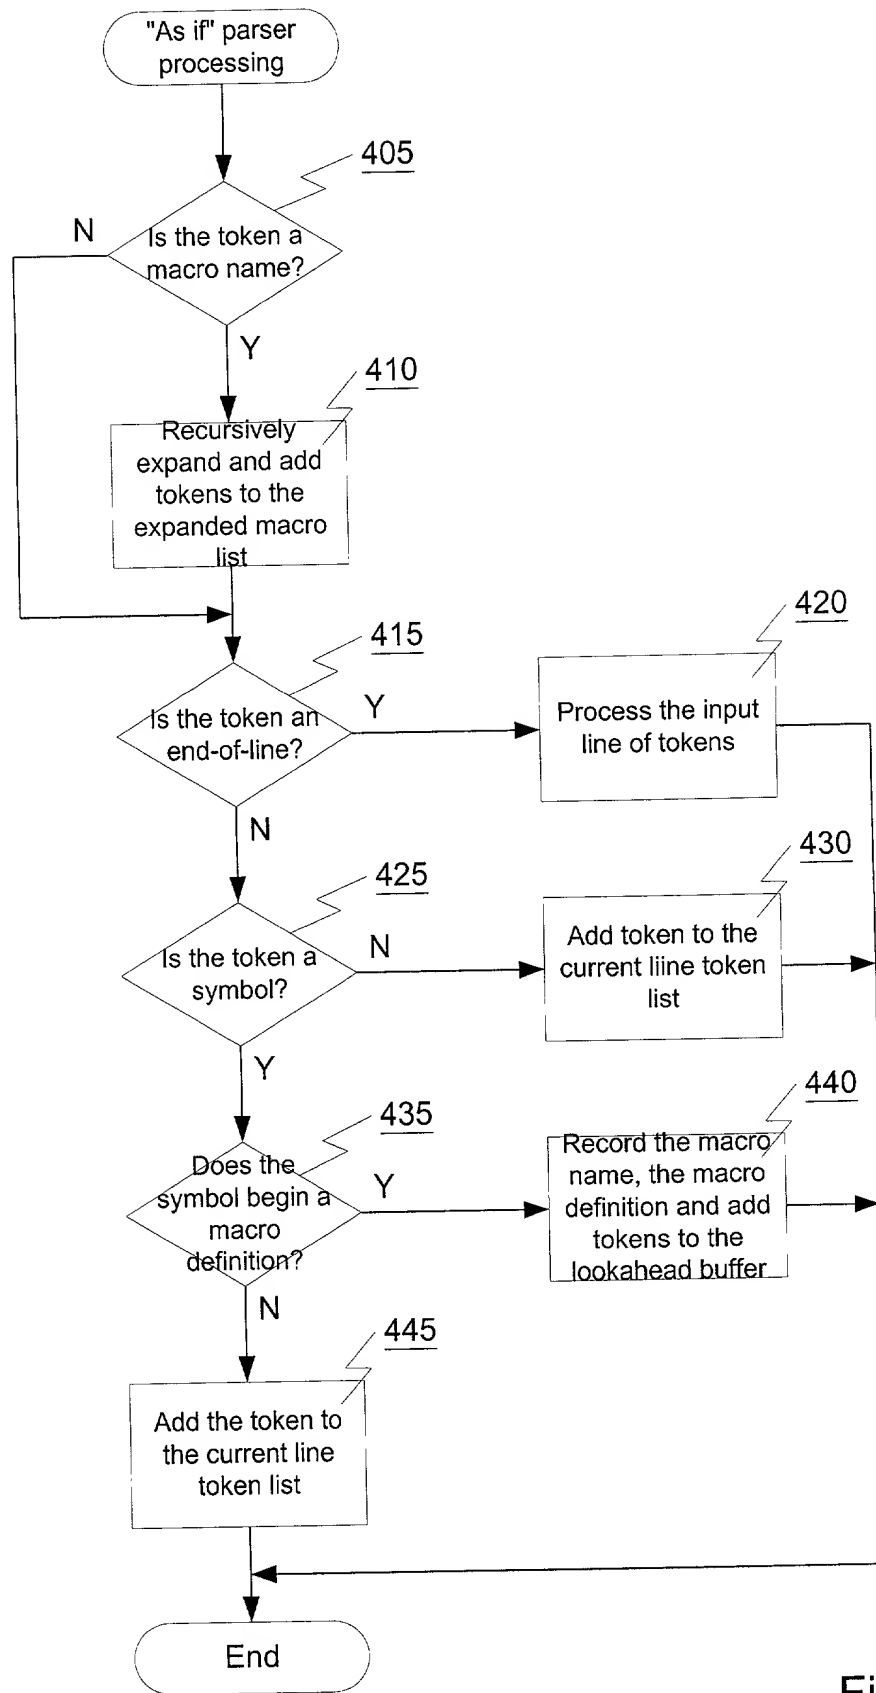 "As if" parser
processing
405
N
Is the token a
macro name?
Y
410
Recursively
expand and add
tokens to the
expanded macro
list
420
415
Y
Is the token an
end-of-line?
Process the input
line of tokens
N
430
425
N
Is the token a
symbol?
Add token to the
current liine token
list
Y
440
435
Does the
symbol begin a
macro
definition?
Y
Record the macro
name, the macro
definition and add
tokens to the
lookahead buffer
N
445
Add the token to
the current line
token list
End